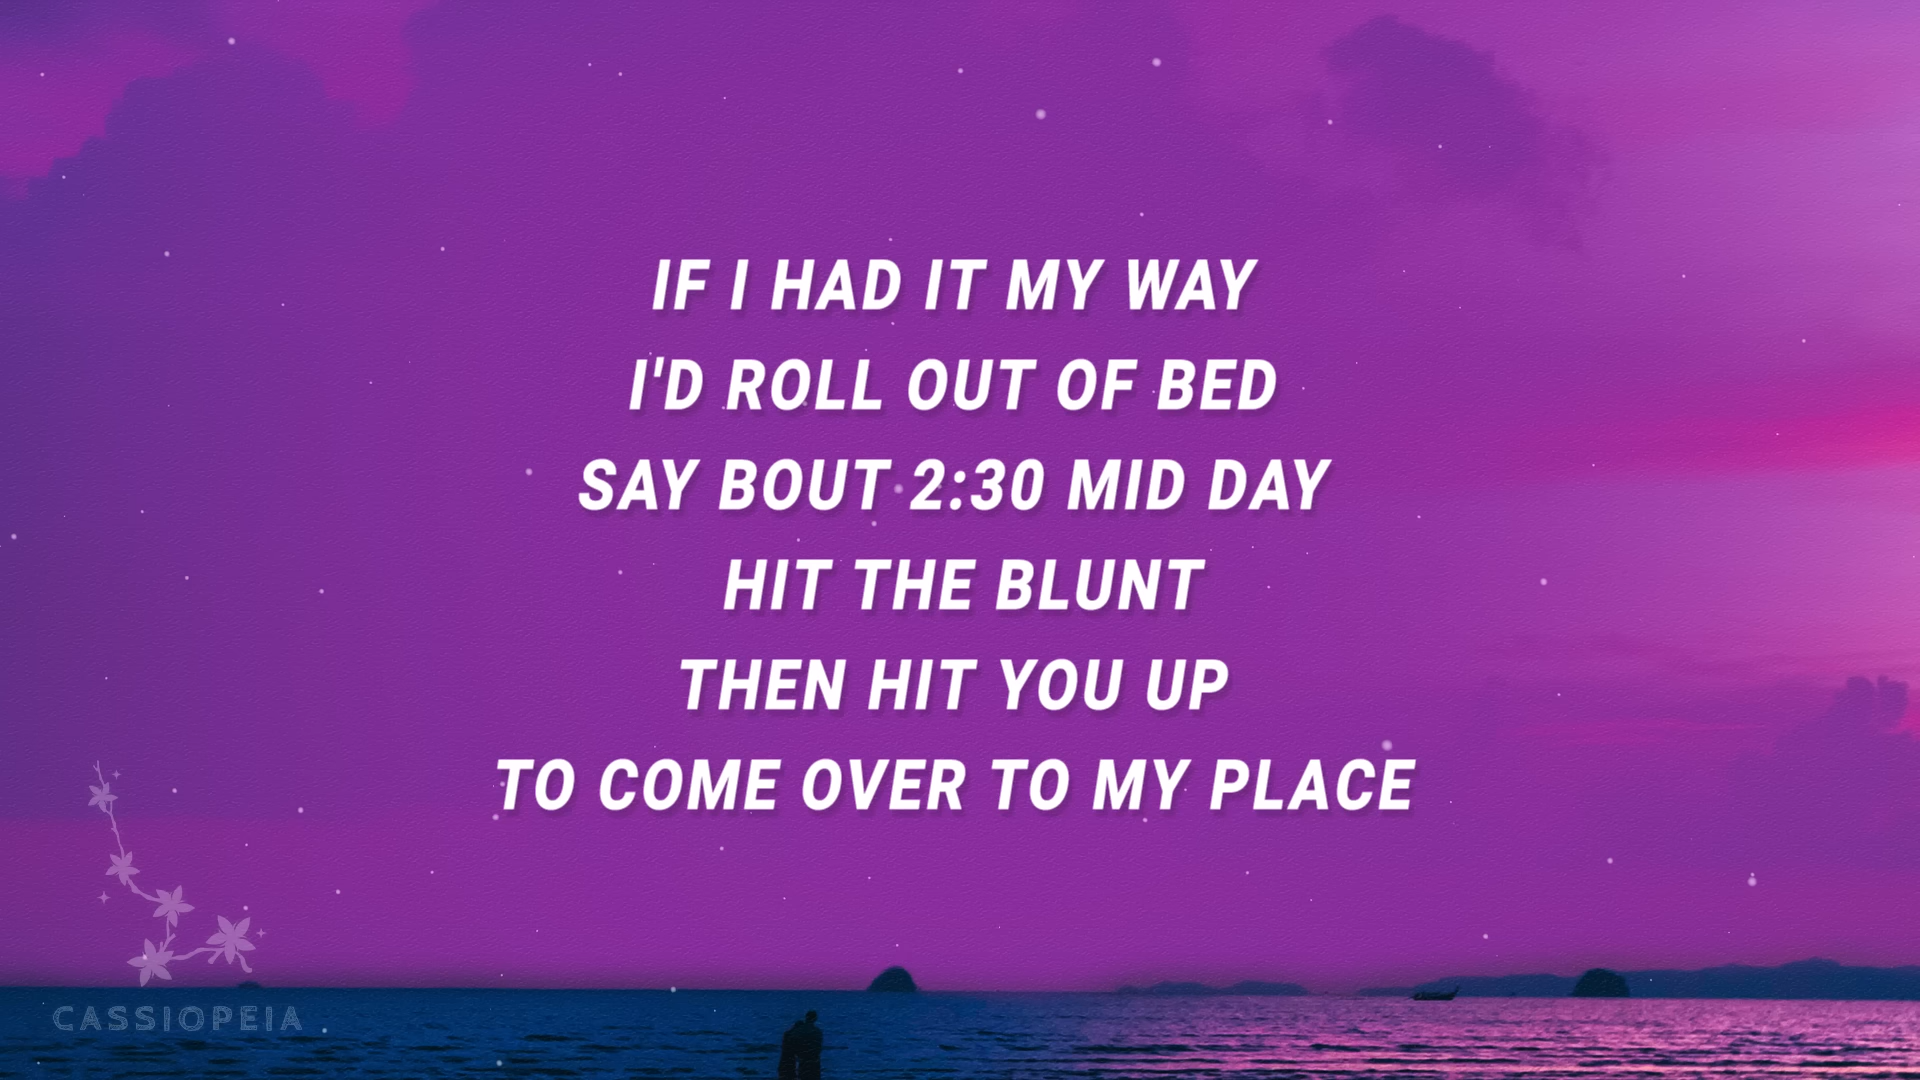 IF I HAD IT MY WAY
I'D ROLL OUT OF BED
SAY BOUT 2:30 MID DAY
HIT THE BLUNT
THEN HIT YOU UP
TO COME OVER TO MY PLACE
CASSIOPEIA